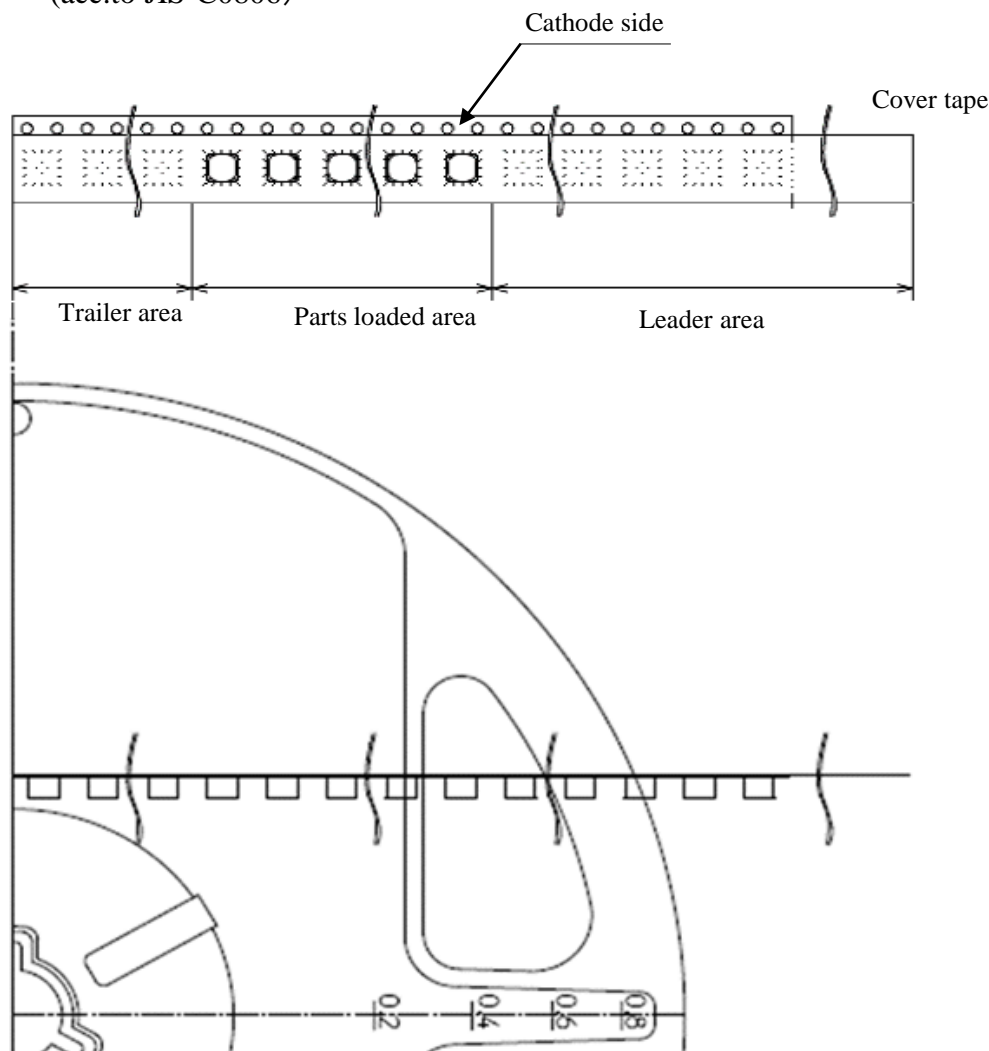 Cathode side
Cover tape
Trailer area
Parts loaded area
Leader area
0.2
0.4
0.6
0.8